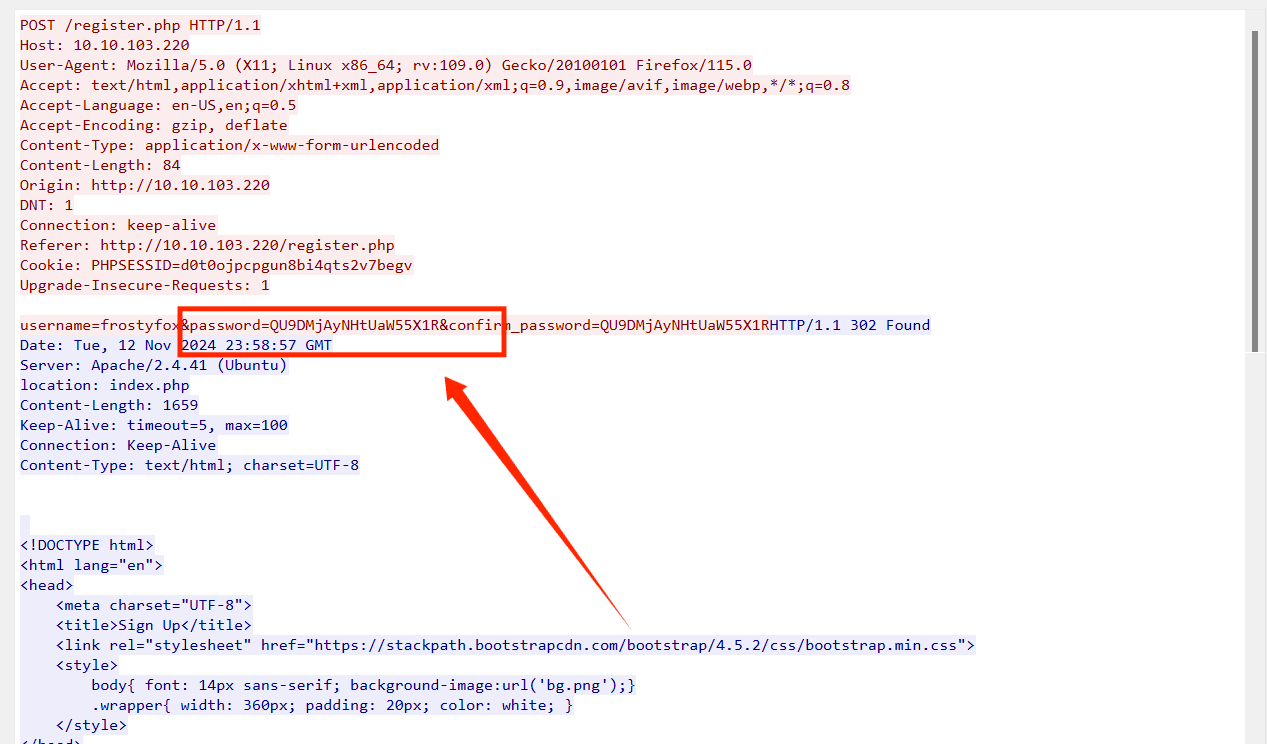 POST /register.php HTTP/1.1
Host: 10.10.103.220
User-Agent: Mozilla/5.0 (X11; Linux x86_64; rv:109.0) Gecko/20100101 Firefox/115.0
Accept: text/html,application/xhtml+xml,application/xml;q=0.9,image/avif,image/webp,*/*;q=0.8
Accept-Language: en-US,en;q=0.5
Accept-Encoding: gzip, deflate
Content-Type: application/x-www-form-urlencoded
Content-Length: 84
Origin: http://10.10.103.220
DNT: 1
Connection: keep-alive
Referer: http://10.10.103.220/register.php
Cookie: PHPSESSID=d0t0ojpcpgun8bi4qts2v7begv
Upgrade-Insecure-Requests: 1
username=frostyfox&password=QU9DMjAyNHtUaW55X1R&confirm_password=QU9DMjAyNHtUaW55X1RHTTP/1.1 302 Found
Date: Tue, 12 Nov 2024 23:58:57 GMT
Server: Apache/2.4.41 (Ubuntu)
location: index.php
Content-Length: 1659
Keep-Alive: timeout=5, max=100
Connection: Keep-Alive
Content-Type: text/html; charset=UTF-8
<!DOCTYPE html>
<html lang="en">
<head>
    <meta charset="UTF-8">
    <title>Sign Up</title>
    <link rel="stylesheet" href="https://stackpath.bootstrapcdn.com/bootstrap/4.5.2/css/bootstrap.min.css">
    <style>
        body{ font: 14px sans-serif; background-image:url('bg.png');}
        .wrapper{ width: 360px; padding: 20px; color: white; }
    </style>
</head>